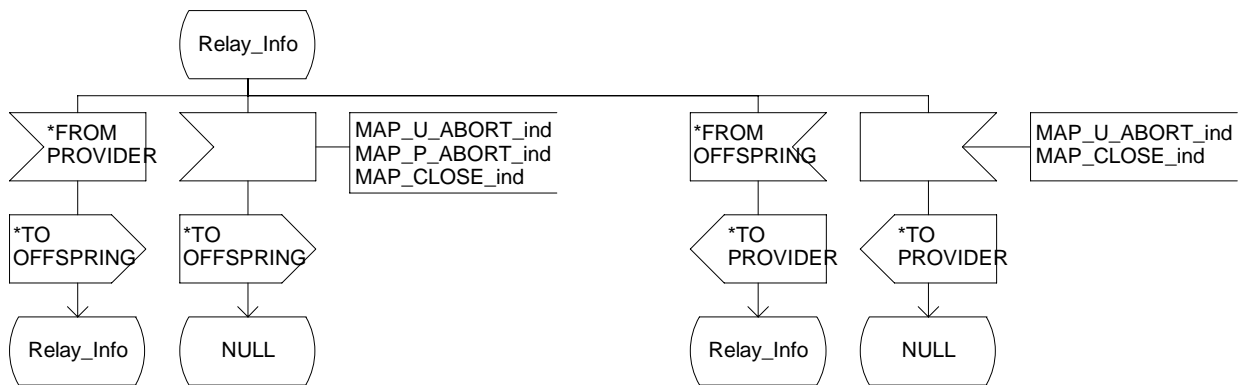 Relay_Info
*FROM
PROVIDER
MAP_U_ABORT_ind
MAP_P_ABORT_ind
MAP_CLOSE_ind
*FROM
OFFSPRING
MAP_U_ABORT_ind
MAP_CLOSE_ind
*TO
OFFSPRING
*TO
OFFSPRING
*TO
PROVIDER
*TO
PROVIDER
Relay_Info
NULL
Relay_Info
NULL